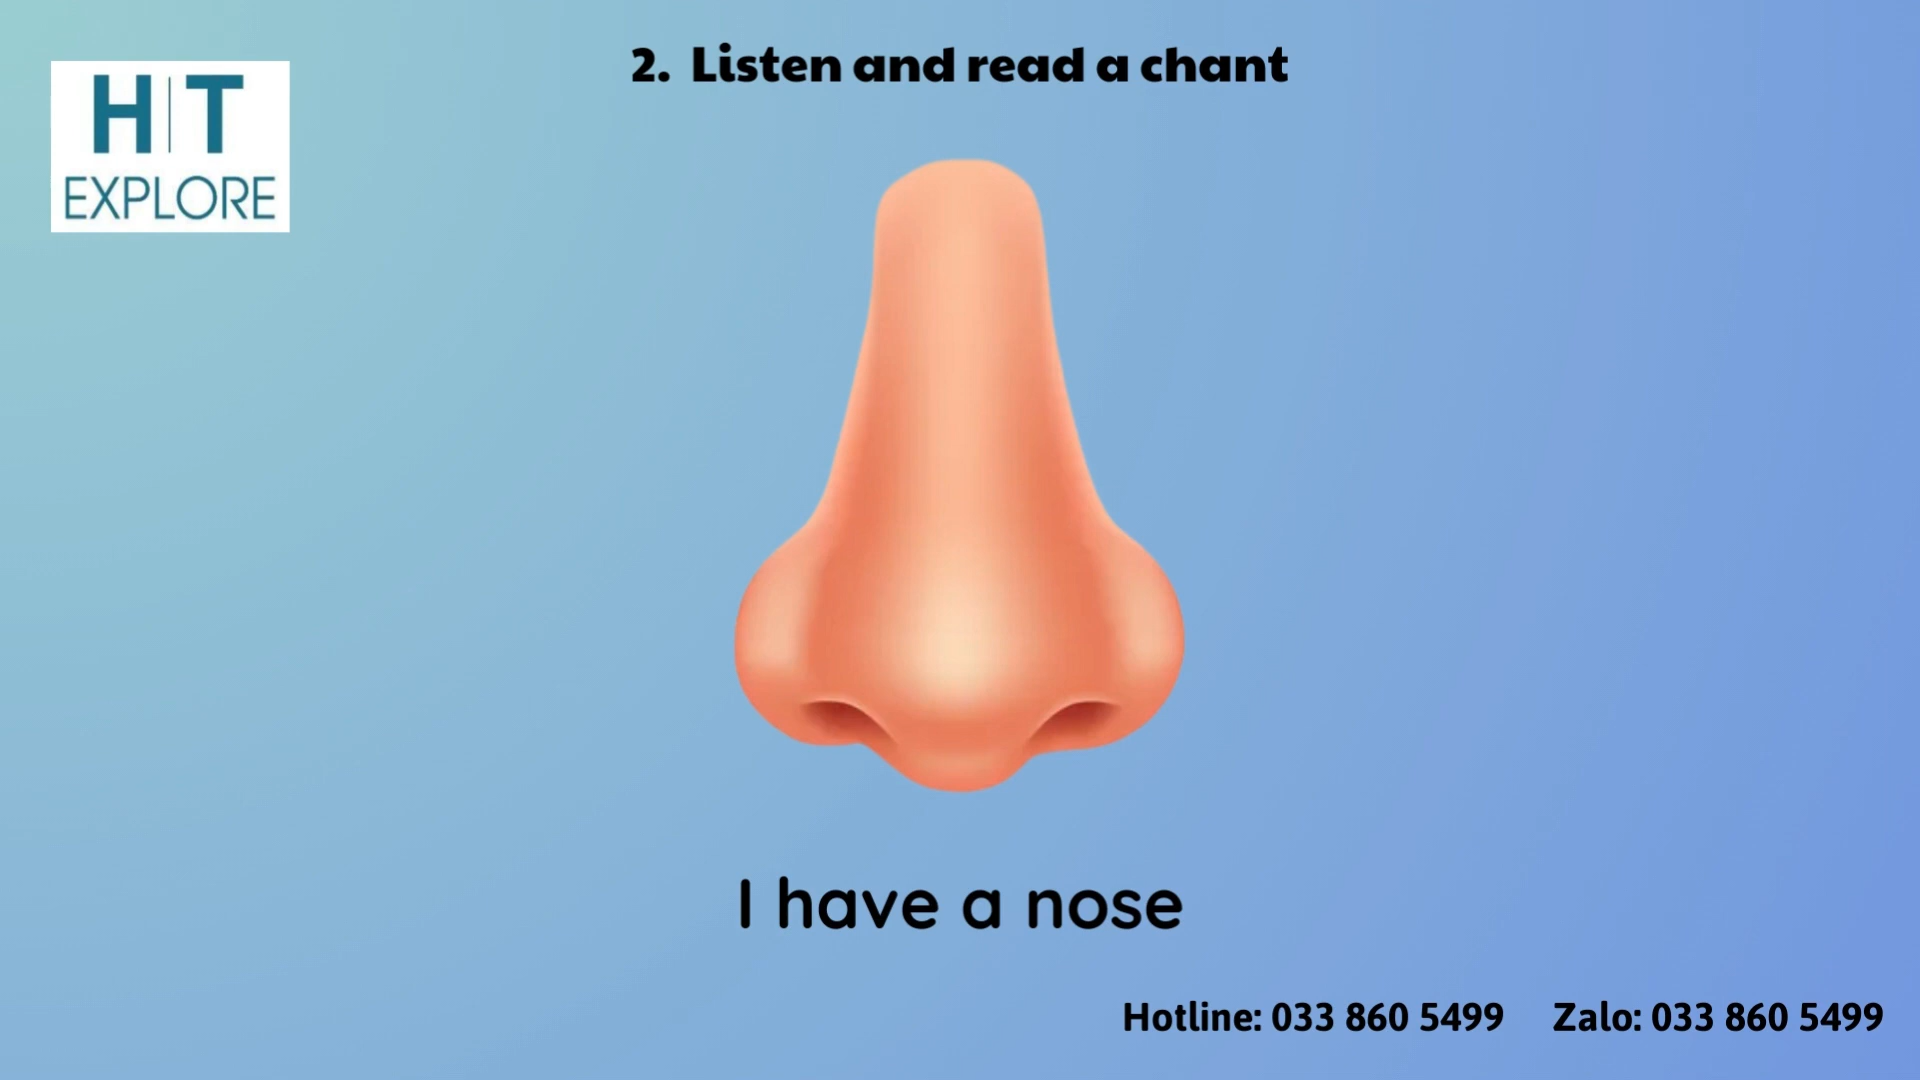 2. Listen and read a chant
H|T
EXPLORE
I have a nose
Hotline: 033 860 5499 Zalo: 033 860 5499